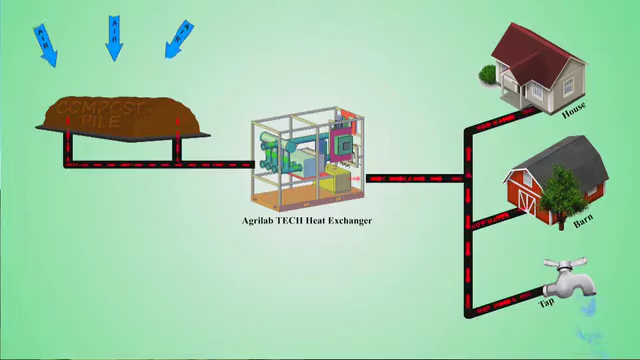 AIR
AIR
AIR
COMPOST
PILE
Agrilab TECH Heat Exchanger
House
Barn
Tap